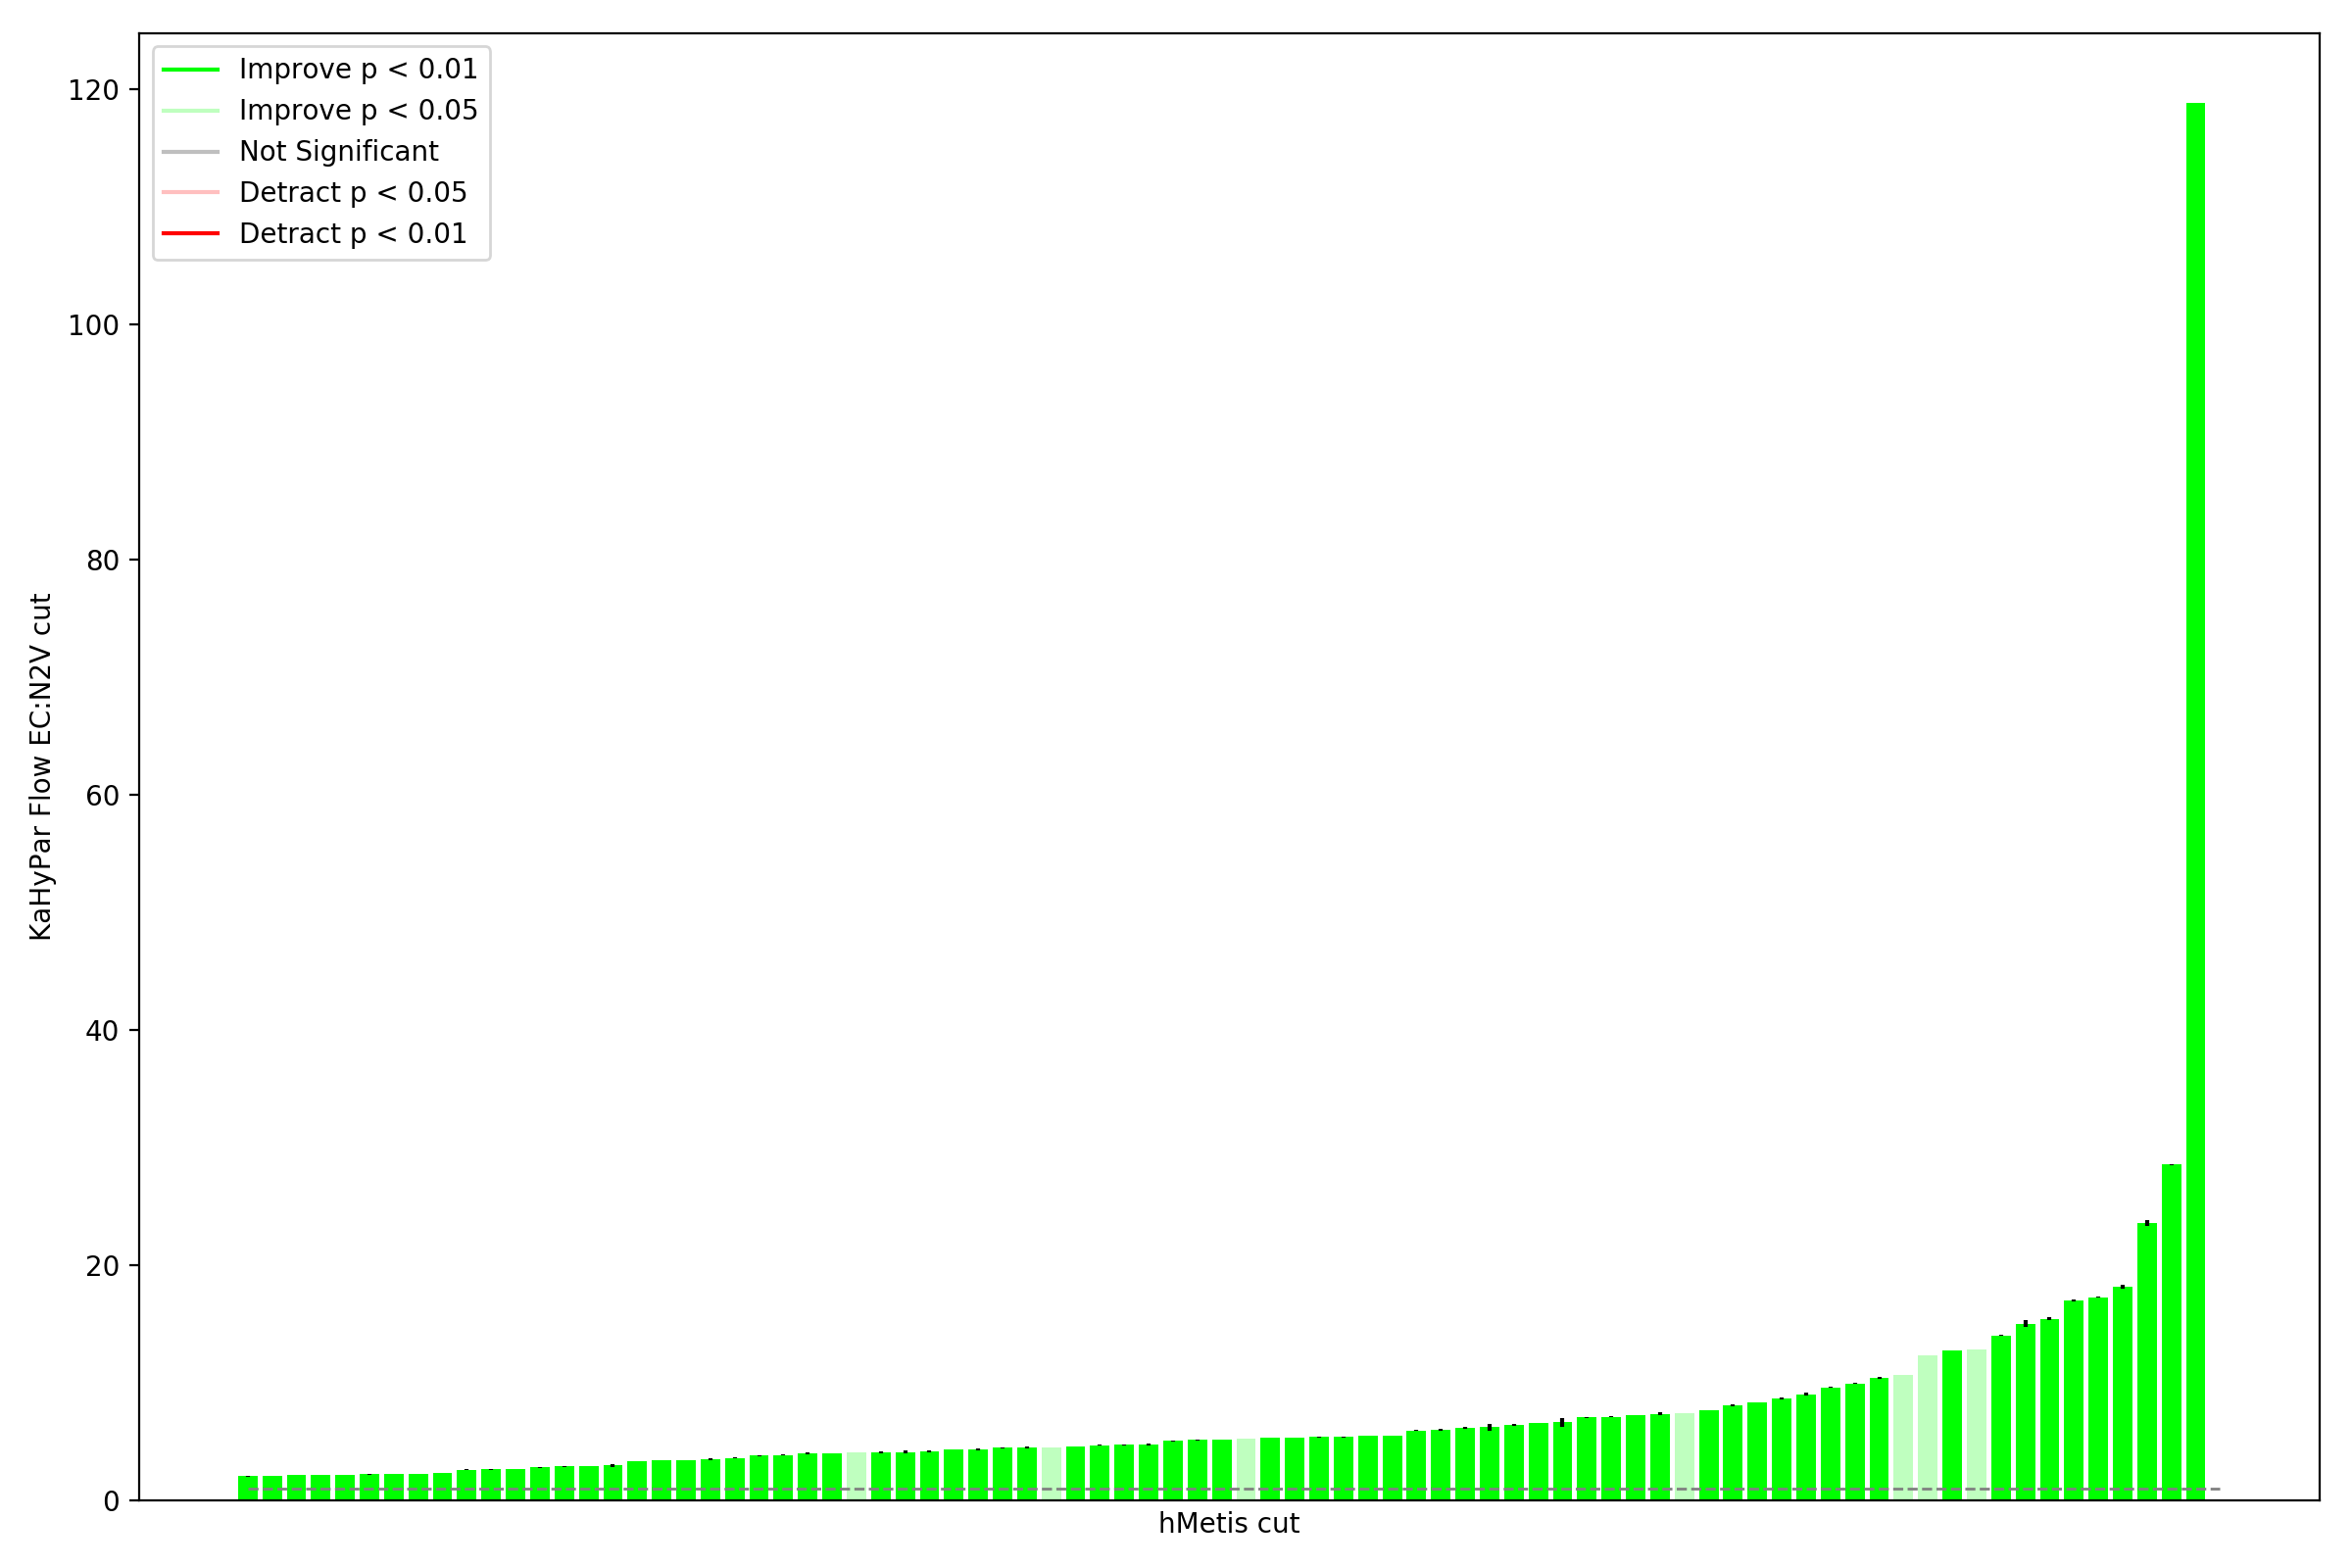 Improve p < 0.01
Improve p < 0.05
Not Significant
Detract p < 0.05
Detract p < 0.01
120
100
80
60
40
20
0
KaHyPar Flow EC:N2V cut
hMetis cut